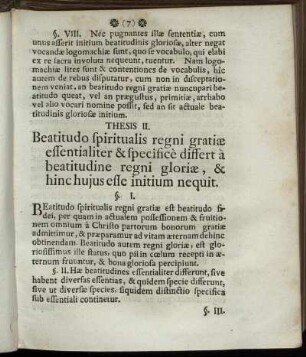 (7)
§. VIII. Nec pugnantes illæ sententiæ, cum
unus asserit initium beatitudinis gloriosæ, alter negat
vocandæ logomachiæ sunt, quo se vocabulo, qui elabi
ex re sacra involuta nequeunt, tuentur. Nam logo-
machiæ lites sunt & contentiones de vocabulis, hic
autem de rebus disputatur, cum non in disceptatio-
nem veniat, an beatitudo regni gratiæ nuncupari be-
atitudo queat, vel an prægustus, primitiæ, arrhabo
vel alio vocari nomine possit, sed an sit actuale bea-
titudinis gloriosæ initium.
THESIS II.
Beatitudo spiritualis regni gratiæ
essentialiter & specificè differt à
beatitudine regni gloriæ, &
hinc hujus esse initium nequit.
§. I.
BEatitudo spiritualis regni gratiæ est beatitudo fi-
dei, per quam in actualem possessionem & fruitio-
nem omnium à Christo partorum bonorum gratiæ
admittimur, & præparamur ad vitam æternam dehinc
obtinendam. Beatitudo autem regni gloriæ, est glo-
riosissimus ille status, quo pii in cœlum recepti in æ-
ternum fruuntur, & bona gloriosa percipiunt.
§. II. Hæ beatitudines essentialiter differunt, sive
habent diversas essentias, & quidem specie differunt,
sive ut diversæ species, siquidem distinctio specifica
sub essentiali continetur.
§. III.